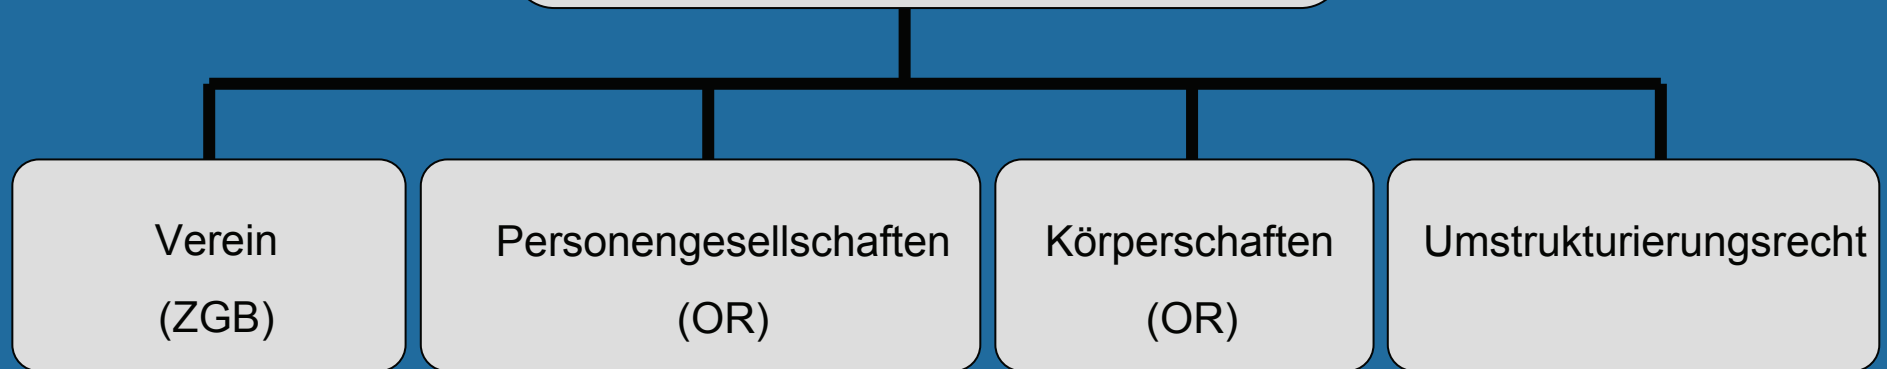 Verein
(ZGB)
Personengesellschaften
(OR)
Körperschaften
(OR)
Umstrukturierungsrecht